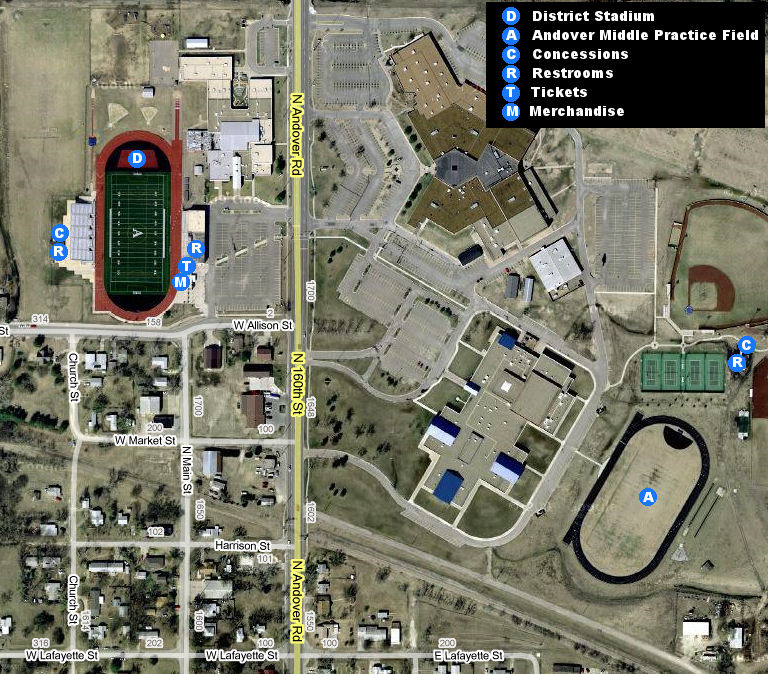 D District Stadium
A Andover Middle Practice Field
C Concessions
R Restrooms
T Tickets
M Merchandise
N Andover Rd
D
A
C
R
R
T
M
1700
314
158
2
St
W Allison St
C
R
Church St
N 160th St
1648
1700
200
100
W Market St
N Main St
A
1650
1602
102
Harrison St
101
N Andover Rd
Church St
1614
1600
1550
316
202
100
100
200
W Lafayette St
W Lafayette St
E Lafayette St